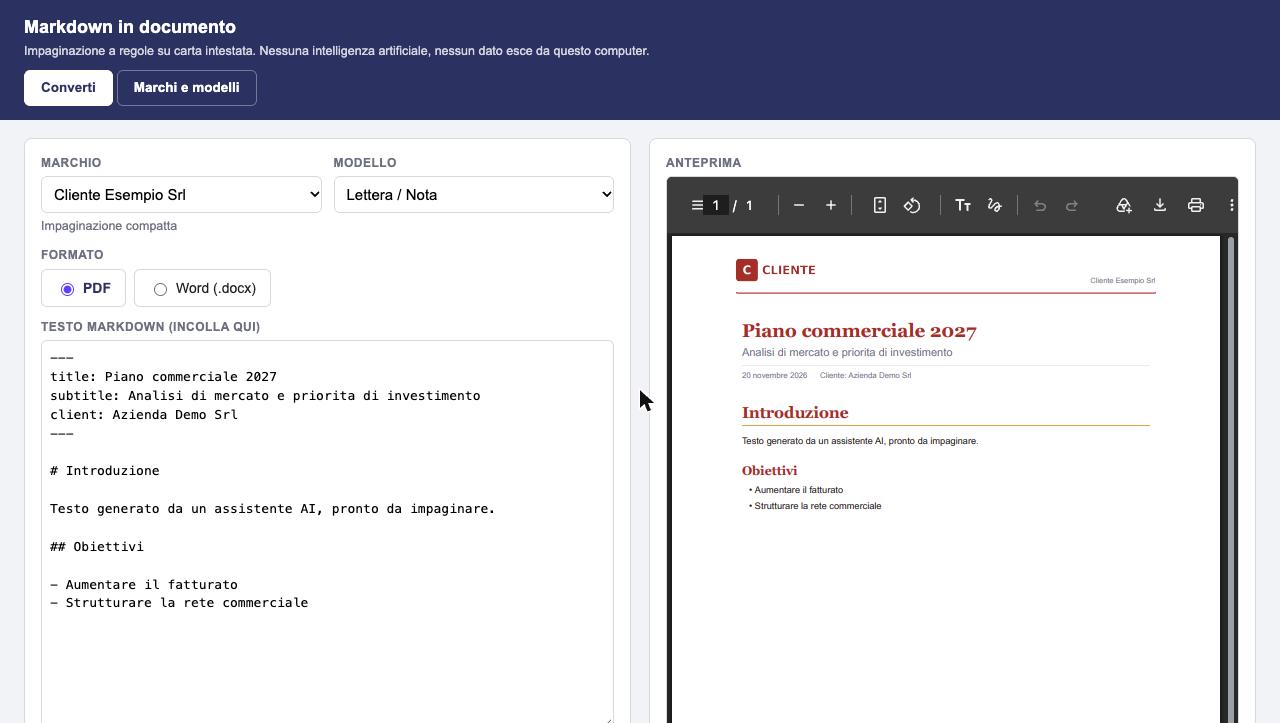 Markdown in documento
Impaginazione a regole su carta intestata. Nessuna intelligenza artificiale, nessun dato esce da questo computer.
Converti
Marchi e modelli
MARCHIO
MODELLO
Cliente Esempio Srl
Lettera / Nota
Impaginazione compatta
FORMATO
PDF
Word (.docx)
TESTO MARKDOWN (INCOLLA QUI)
---
title: Piano commerciale 2027
subtitle: Analisi di mercato e priorita di investimento
client: Azienda Demo Srl
---
# Introduzione
Testo generato da un assistente AI, pronto da impaginare.
## Obiettivi
- Aumentare il fatturato
- Strutturare la rete commerciale
ANTEPRIMA
1 / 1
C CLIENTE
Cliente Esempio Srl
Piano commerciale 2027
Analisi di mercato e priorita di investimento
20 novembre 2026 Cliente: Azienda Demo Srl
Introduzione
Testo generato da un assistente AI, pronto da impaginare.
Obiettivi
• Aumentare il fatturato
• Strutturare la rete commerciale